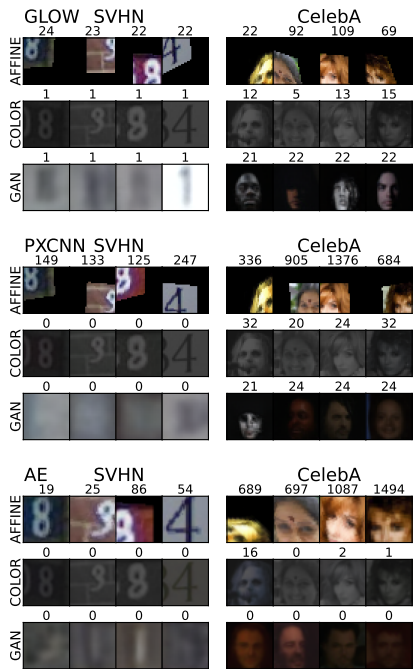 GLOW SVHN CelebA
24 23 22 22 22 92 109 69
AFFINE
1 1 1 1 12 5 13 15
COLOR
1 1 1 1 21 22 22 22
GAN
PXCNN SVHN CelebA
149 133 125 247 336 905 1376 684
AFFINE
0 0 0 0 32 20 24 32
COLOR
0 0 0 0 21 24 24 24
GAN
AE SVHN CelebA
19 25 86 54 689 697 1087 1494
AFFINE
0 0 0 0 16 0 2 1
COLOR
0 0 0 0 0 0 0 0
GAN